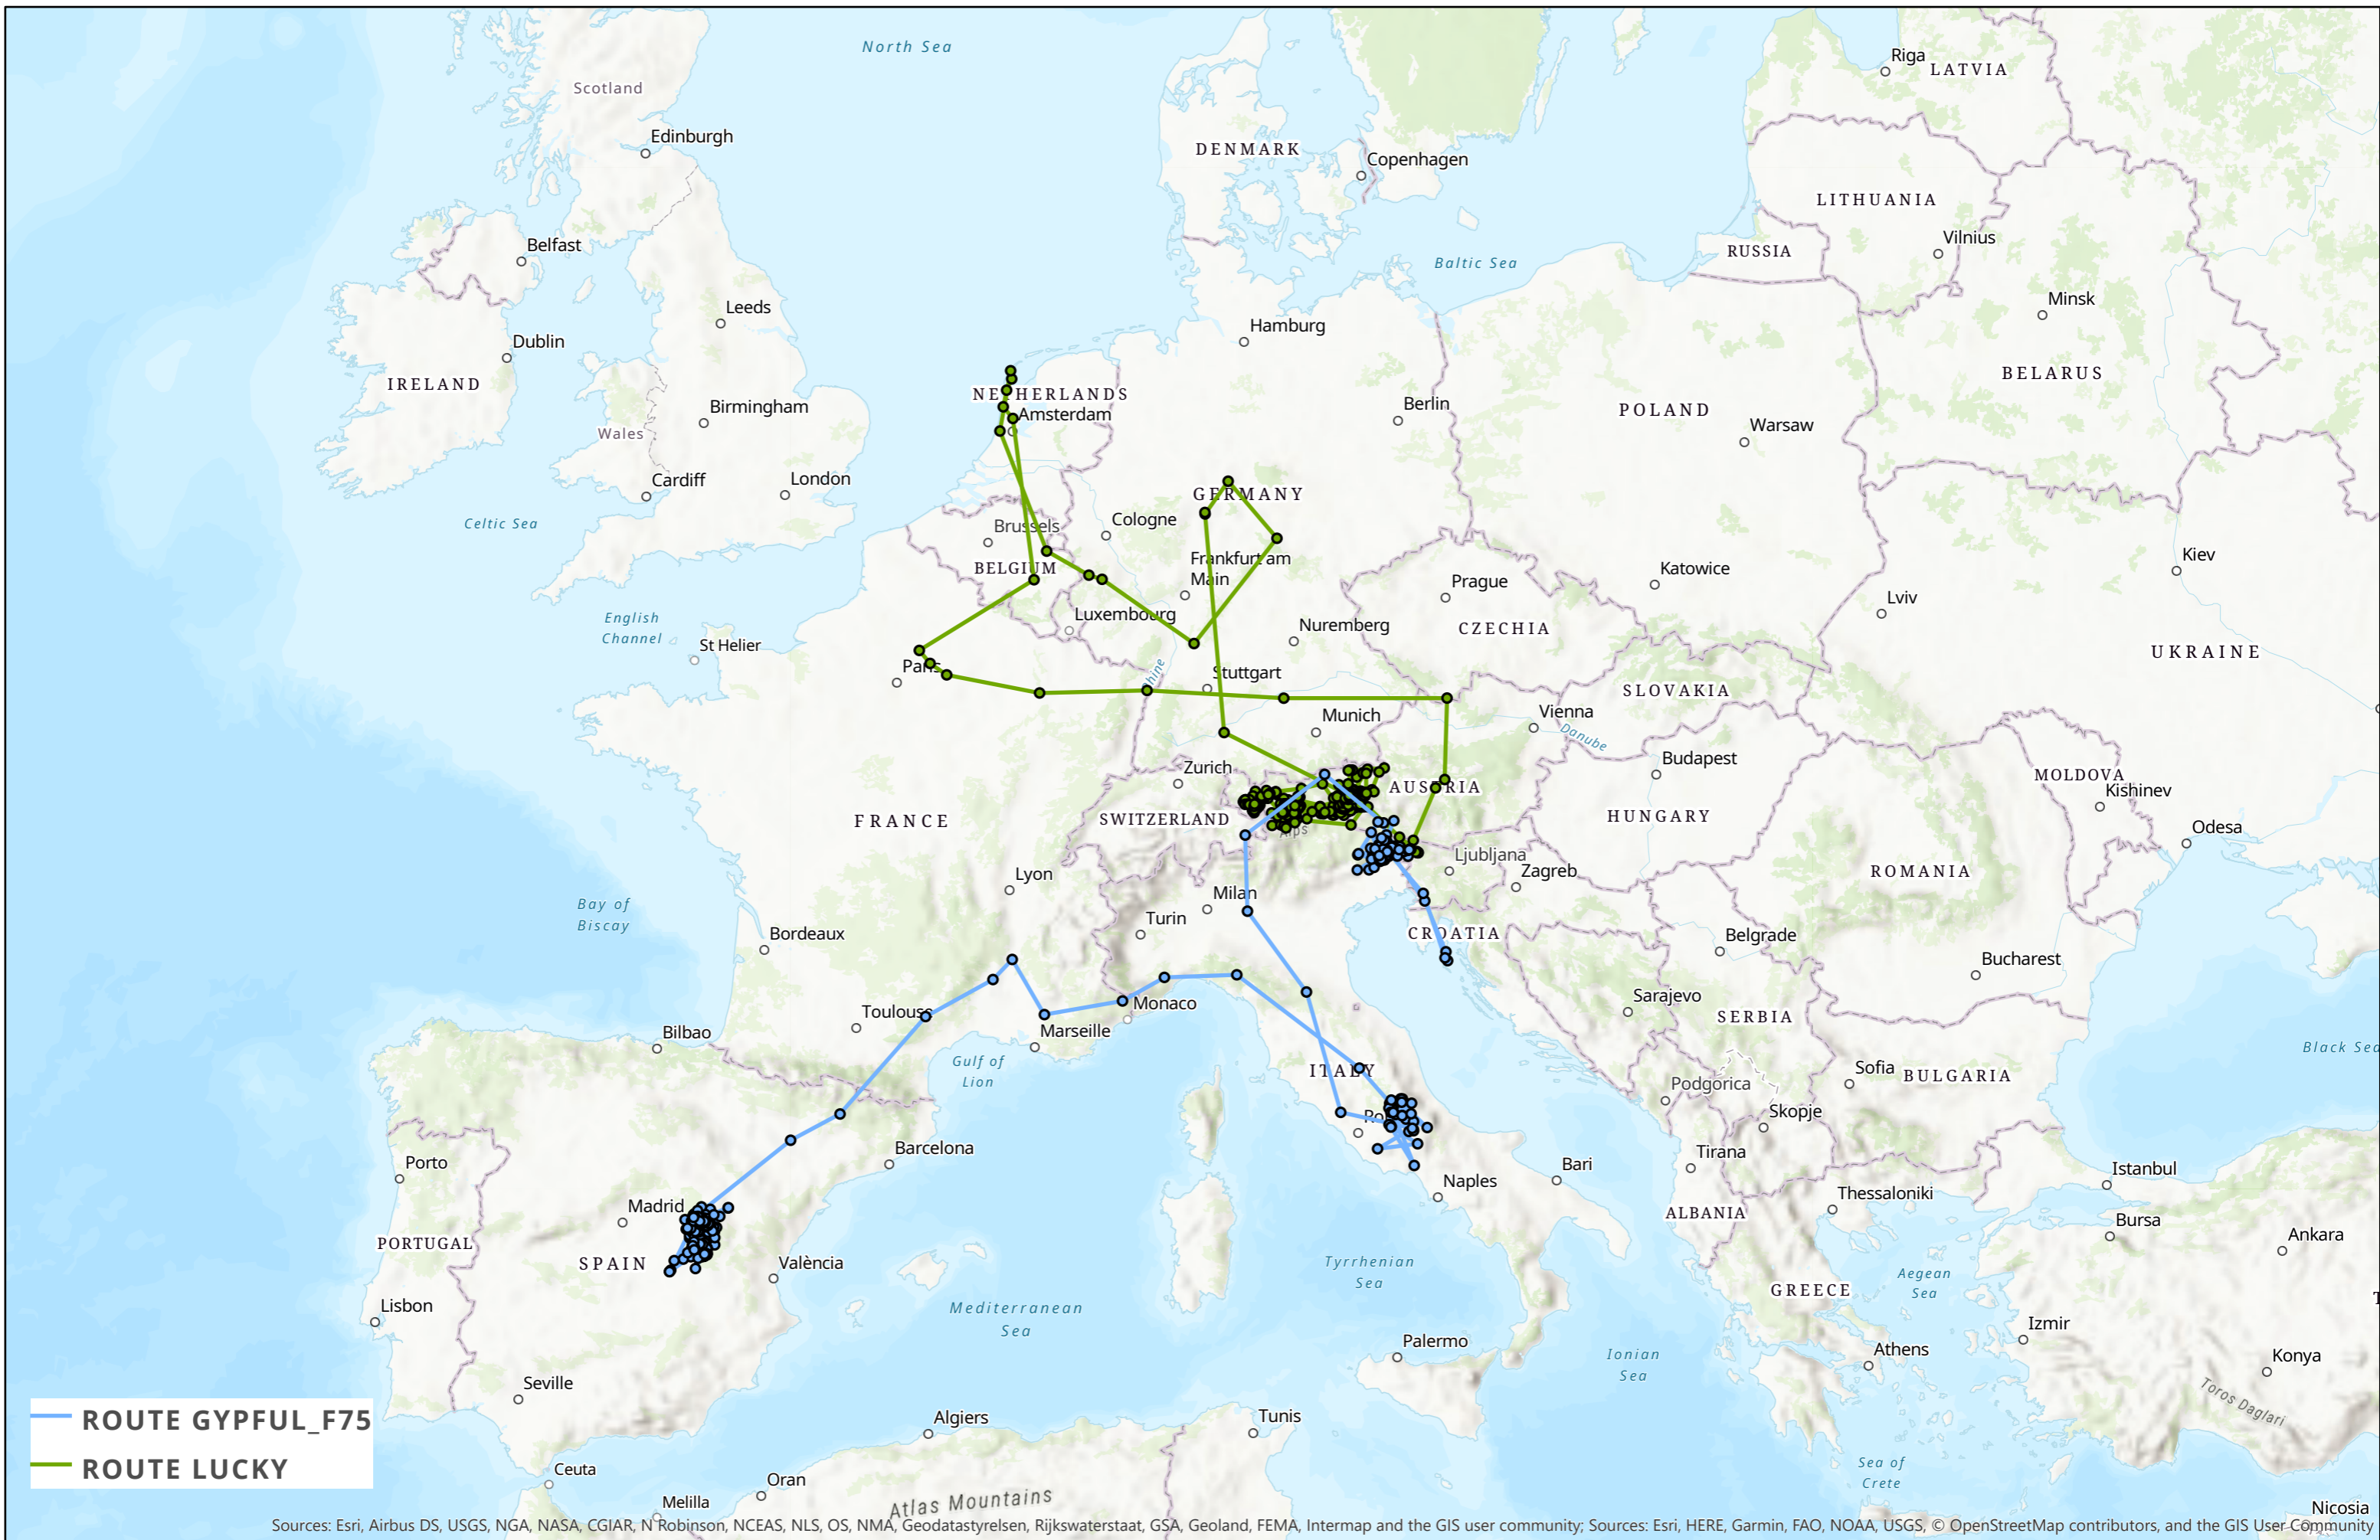 North Sea
Riga
LATVIA
Scotland
Edinburgh
DENMARK
Copenhagen
LITHUANIA
Vilnius
RUSSIA
Belfast
Baltic Sea
Minsk
Leeds
Hamburg
Dublin
IRELAND
NETHERLANDS
BELARUS
Birmingham
Amsterdam
Berlin
POLAND
Warsaw
Wales
Cardiff
London
GERMANY
Celtic Sea
Brussels
Cologne
Kiev
BELGIUM
Frankfurt am
Main
Katowice
Prague
Lviv
English
Channel
Luxembourg
Nuremberg
CZECHIA
St Helier
UKRAINE
Paris
Rhine
Stuttgart
SLOVAKIA
Munich
Vienna
Danube
Zurich
Budapest
MOLDOVA
AUSTRIA
Kishinev
FRANCE
SWITZERLAND
HUNGARY
Odesa
Alps
Ljubljana
Zagreb
Lyon
ROMANIA
Milan
Bay of
Biscay
Turin
Bordeaux
CROATIA
Belgrade
Bucharest
Sarajevo
Monaco
Toulouse
SERBIA
Bilbao
Marseille
Black Sea
Gulf of
Lion
ITALY
Sofia
BULGARIA
Podgorica
Skopje
Barcelona
Porto
Tirana
Bari
Istanbul
Naples
Thessaloniki
Madrid
ALBANIA
Bursa
Ankara
PORTUGAL
SPAIN
València
Tyrrhenian
Sea
Aegean
Sea
GREECE
Lisbon
Mediterranean
Sea
Izmir
Palermo
Ionian
Sea
Athens
Konya
Seville
Toros Daglari
ROUTE GYPFUL_F75
Algiers
Tunis
ROUTE LUCKY
Ceuta
Oran
Sea of
Crete
Atlas Mountains
Melilla
Nicosia
Sources: Esri, Airbus DS, USGS, NGA, NASA, CGIAR, N Robinson, NCEAS, NLS, OS, NMA, Geodatastyrelsen, Rijkswaterstaat, GSA, Geoland, FEMA, Intermap and the GIS user community; Sources: Esri, HERE, Garmin, FAO, NOAA, USGS, © OpenStreetMap contributors, and the GIS User Community